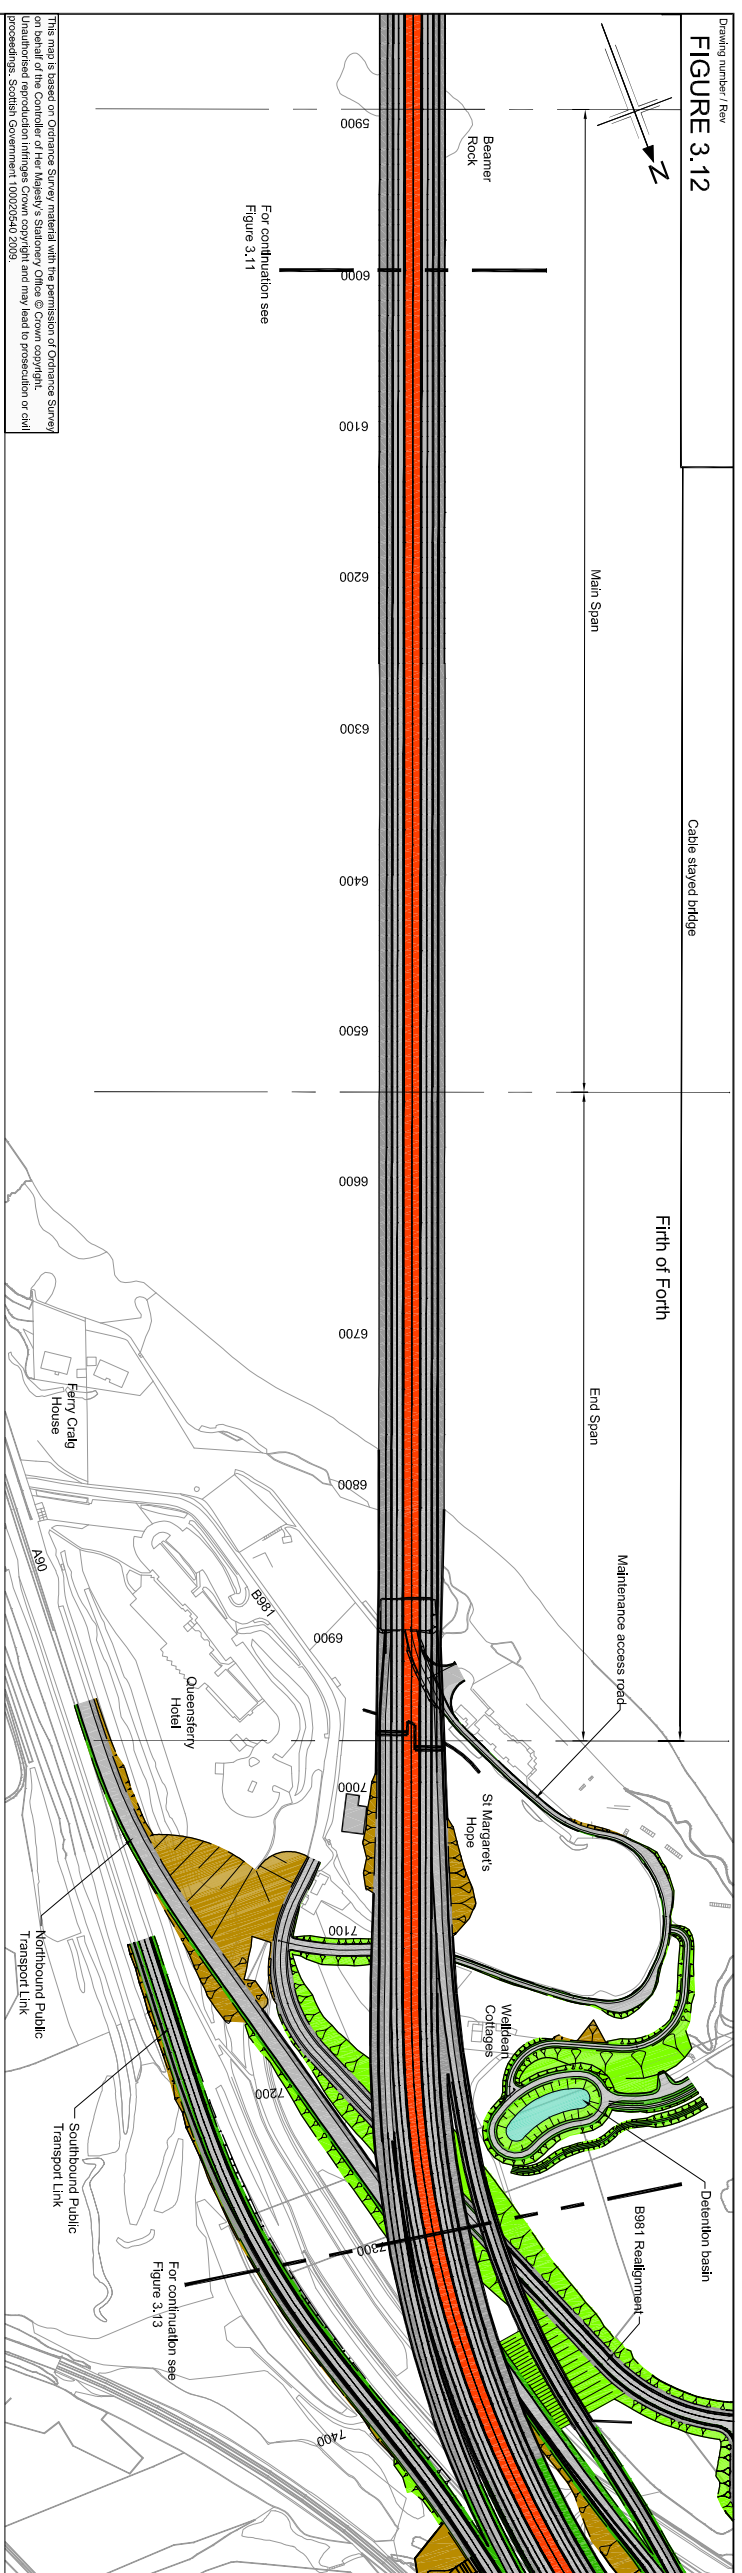 Drawing number / Rev
FIGURE 3.12
N
Cable stayed bridge
Main Span
End Span
Firth of Forth
Beamer
Rock
For continuation see
Figure 3.11
5900
6000
6100
6200
6300
6400
6500
6600
6700
6800
6900
7000
7100
7200
7300
7400
Maintenance access road
St Margaret's
Hope
Welldean
Cottages
Detention basin
B981 Realignment
Ferry Craig
House
A90
B981
Queensferry
Hotel
Northbound Public
Transport Link
Southbound Public
Transport Link
For continuation see
Figure 3.13
This map is based on Ordnance Survey material with the permission of Ordnance Survey
on behalf of the Controller of Her Majesty's Stationery Office © Crown copyright.
Unauthorised reproduction infringes Crown copyright and may lead to prosecution or civil
proceedings. Scottish Government 100020540 2009.